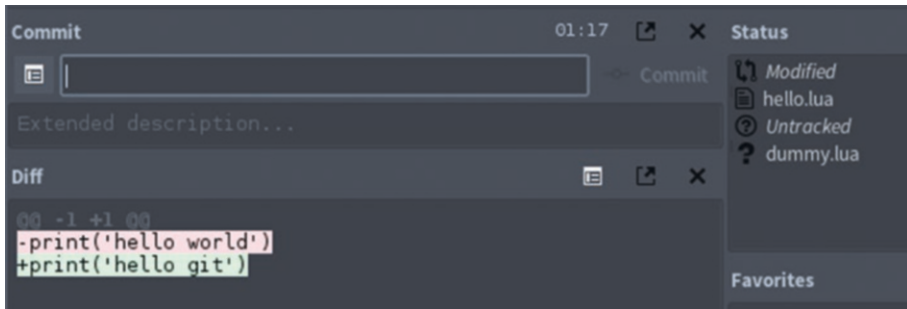 Commit 01:17
Commit
Extended description...
Diff
@@ -1 +1 @@
-print('hello world')
+print('hello git')
Status
Modified
hello.lua
Untracked
dummy.lua
Favorites